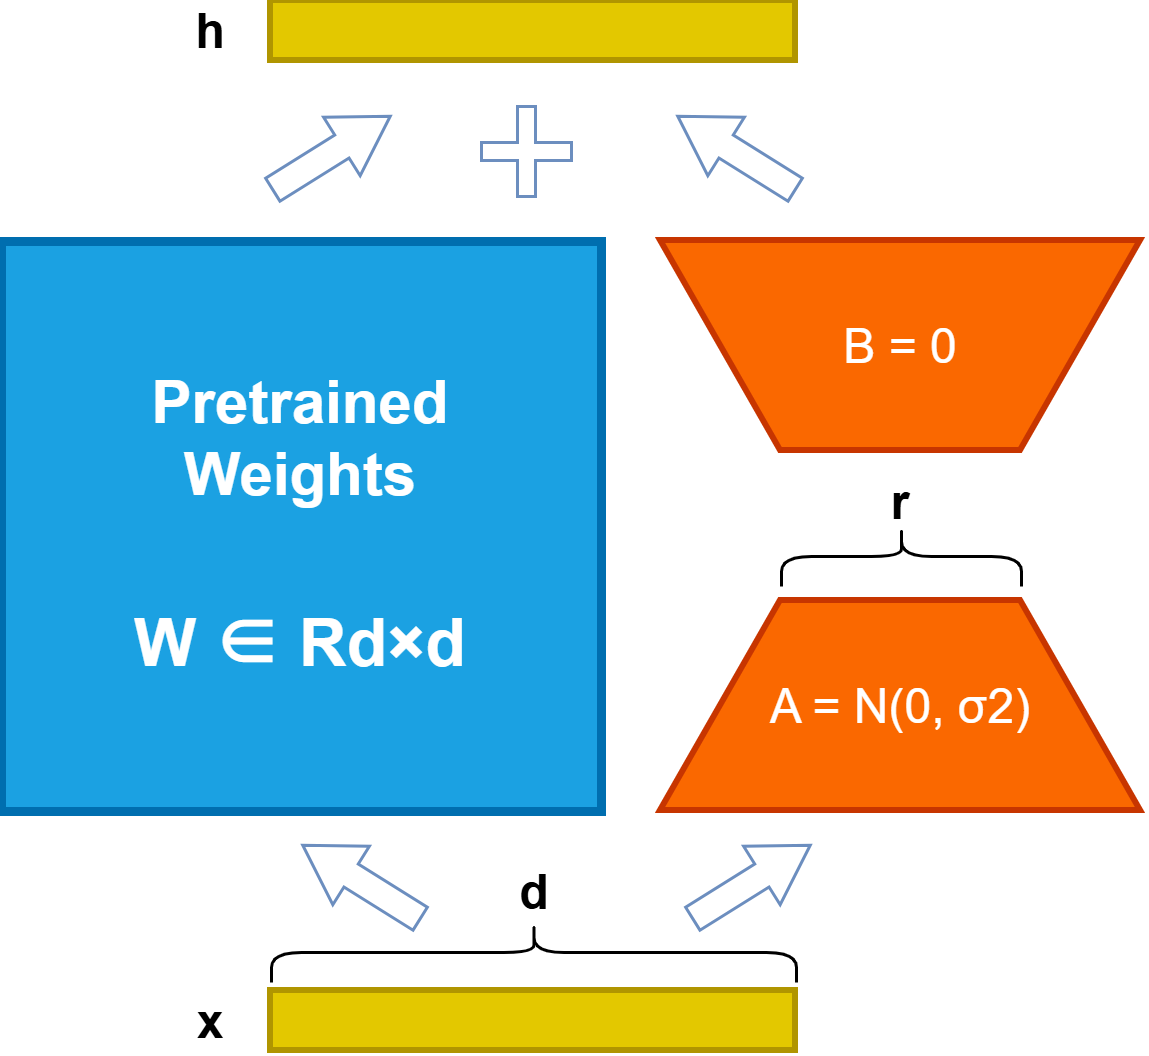 h
Pretrained
Weights
W ∈ Rd×d
B = 0
r
A = N(0, σ2)
d
x